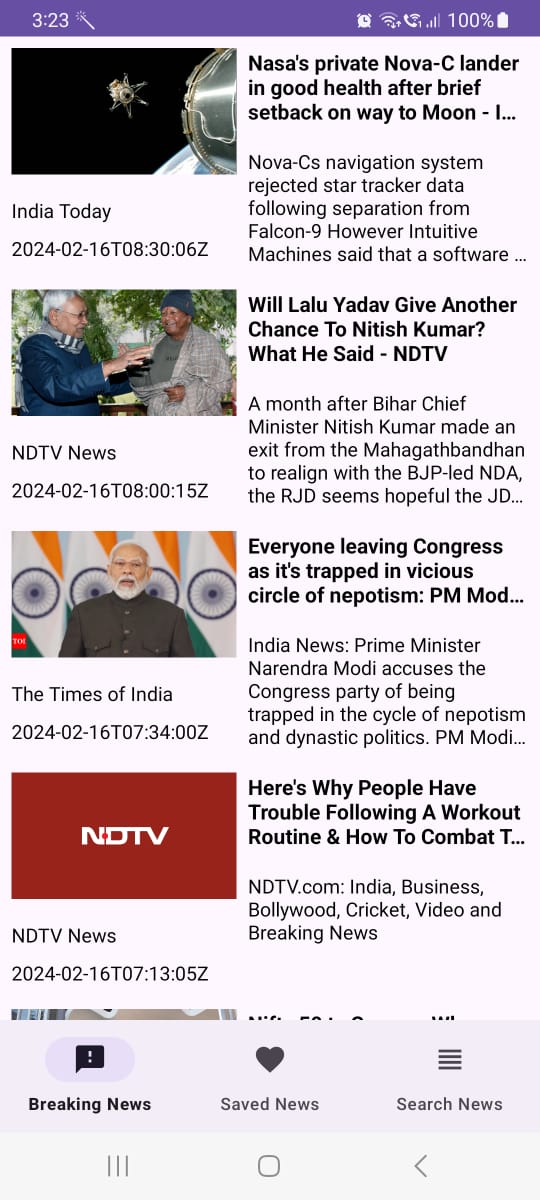 3:23
100%
Nasa's private Nova-C lander
in good health after brief
setback on way to Moon - I...
Nova-Cs navigation system
rejected star tracker data
following separation from
Falcon-9 However Intuitive
Machines said that a software ...
India Today
2024-02-16T08:30:06Z
Will Lalu Yadav Give Another
Chance To Nitish Kumar?
What He Said - NDTV
A month after Bihar Chief
Minister Nitish Kumar made an
exit from the Mahagathbandhan
to realign with the BJP-led NDA,
the RJD seems hopeful the JD...
NDTV News
2024-02-16T08:00:15Z
TOI
Everyone leaving Congress
as it's trapped in vicious
circle of nepotism: PM Mod...
India News: Prime Minister
Narendra Modi accuses the
Congress party of being
trapped in the cycle of nepotism
and dynastic politics. PM Modi...
The Times of India
2024-02-16T07:34:00Z
NDTV
Here's Why People Have
Trouble Following A Workout
Routine & How To Combat T...
NDTV.com: India, Business,
Bollywood, Cricket, Video and
Breaking News
NDTV News
2024-02-16T07:13:05Z
Breaking News
Saved News
Search News